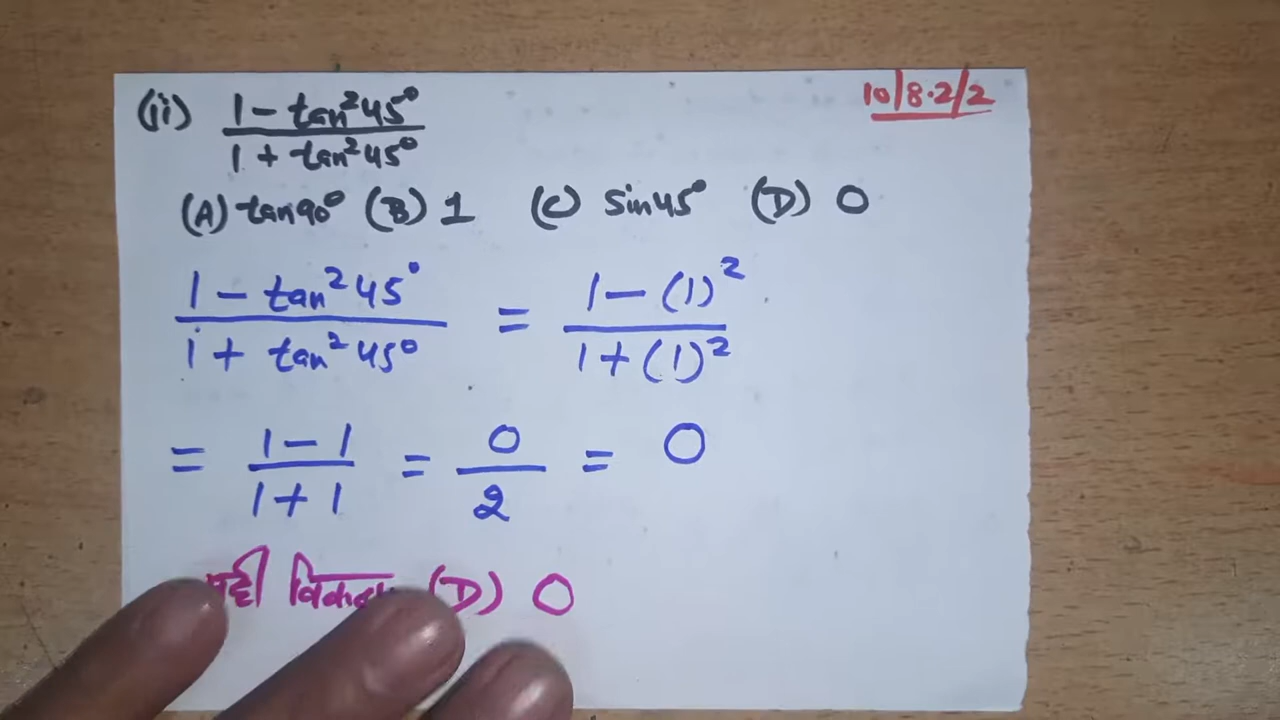 10/8.2/2
(ii) (1 - tan²45°)/(1 + tan²45°)
(A) tan90° (B) 1 (C) sin45° (D) 0
(1 - tan²45°)/(1 + tan²45°) = (1 - (1)²)/(1 + (1)²)
= (1 - 1)/(1 + 1) = 0/2 = 0
(D) 0